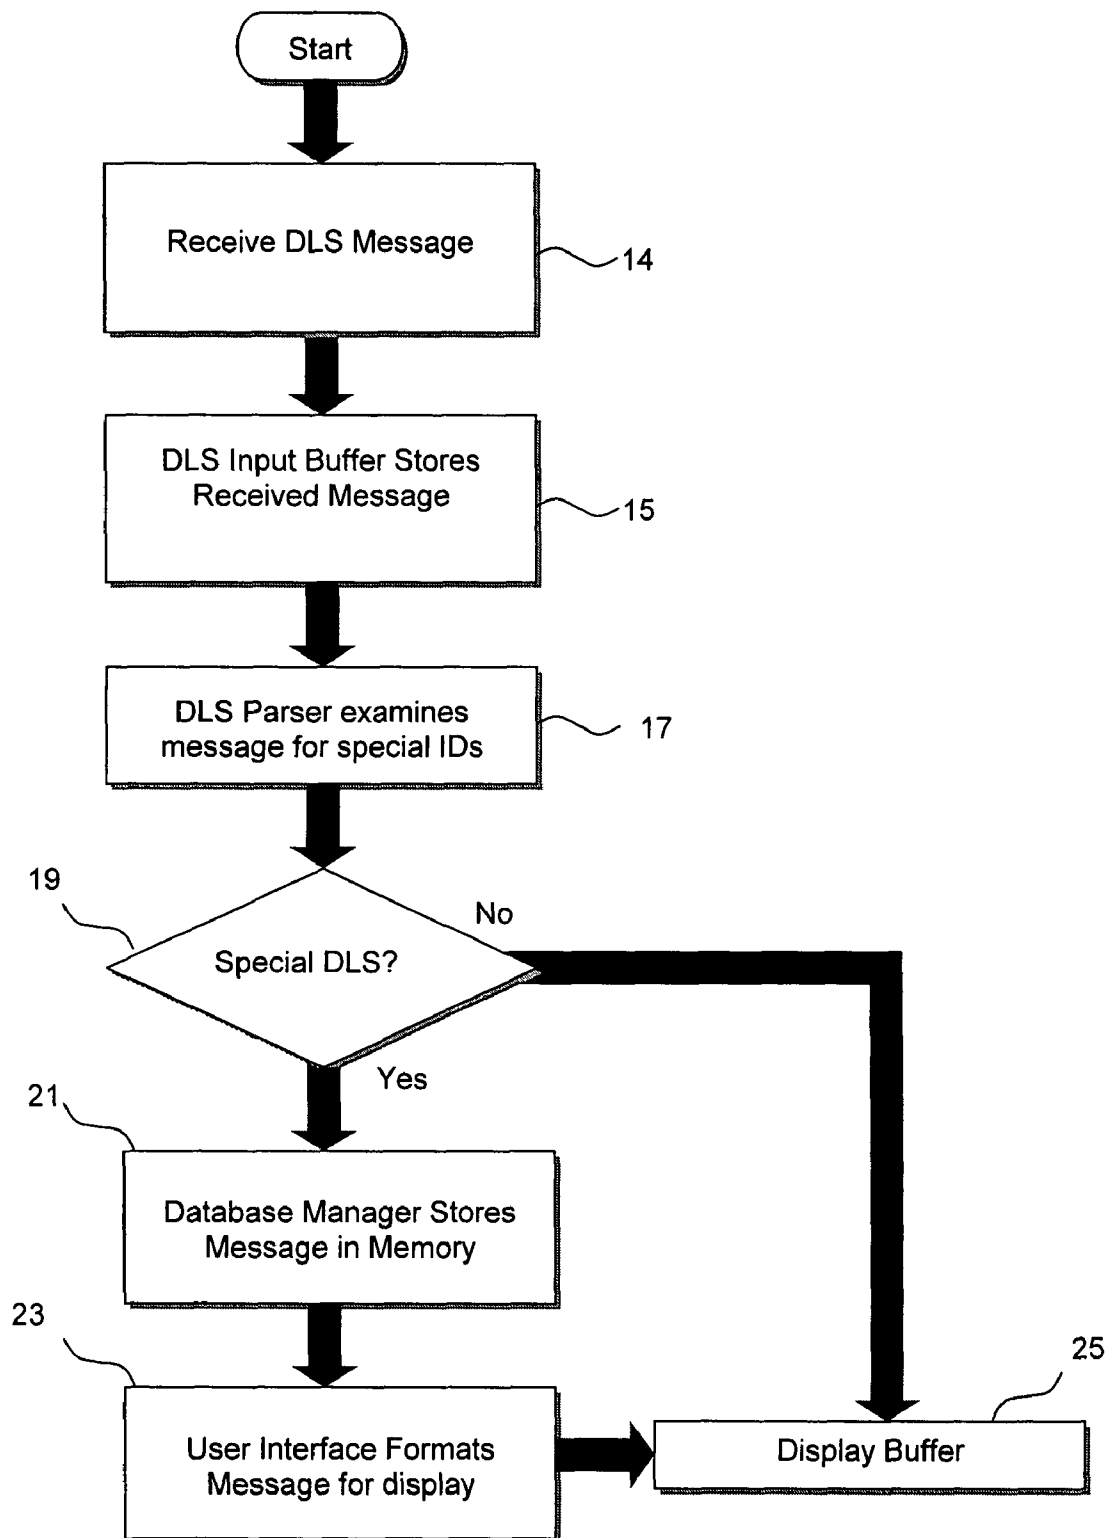 Start
Receive DLS Message
14
DLS Input Buffer Stores
Received Message
15
DLS Parser examines
message for special IDs
17
19
No
Special DLS?
Yes
21
Database Manager Stores
Message in Memory
23
25
User Interface Formats
Message for display
Display Buffer